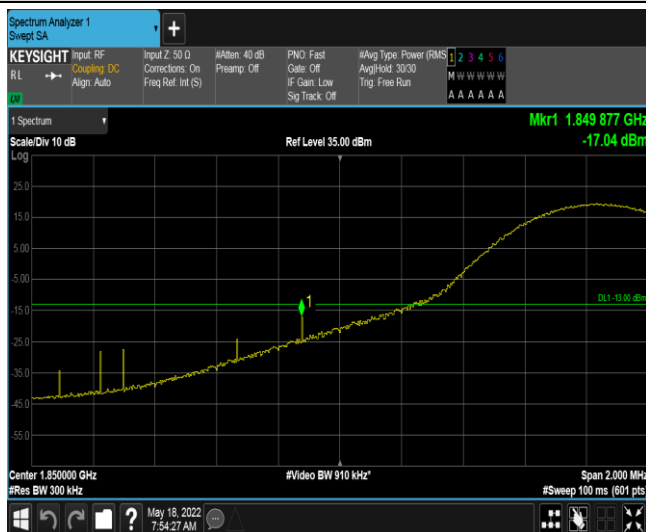 Spectrum Analyzer 1
Swept SA
+
KEYSIGHT
RL
Input: RF
Coupling: DC
Align: Auto
Input Z: 50 Ω
Corrections: On
Freq Ref: Int (S)
#Atten: 40 dB
Preamp: Off
PNO: Fast
Gate: Off
IF Gain: Low
Sig Track: Off
#Avg Type: Power (RMS
Avg|Hold: 30/30
Trig: Free Run
1 2 3 4 5 6
M W W W W W
A A A A A A
1 Spectrum
Scale/Div 10 dB
Ref Level 35.00 dBm
Mkr1 1.849 877 GHz
-17.04 dBm
Log
25.0
15.0
5.00
-5.00
-15.0
-25.0
-35.0
-45.0
-55.0
1
DL1 -13.00 dBm
Center 1.850000 GHz
#Video BW 910 kHz*
Span 2.000 MHz
#Res BW 300 kHz
#Sweep 100 ms (601 pts)
?
May 18, 2022
7:54:27 AM